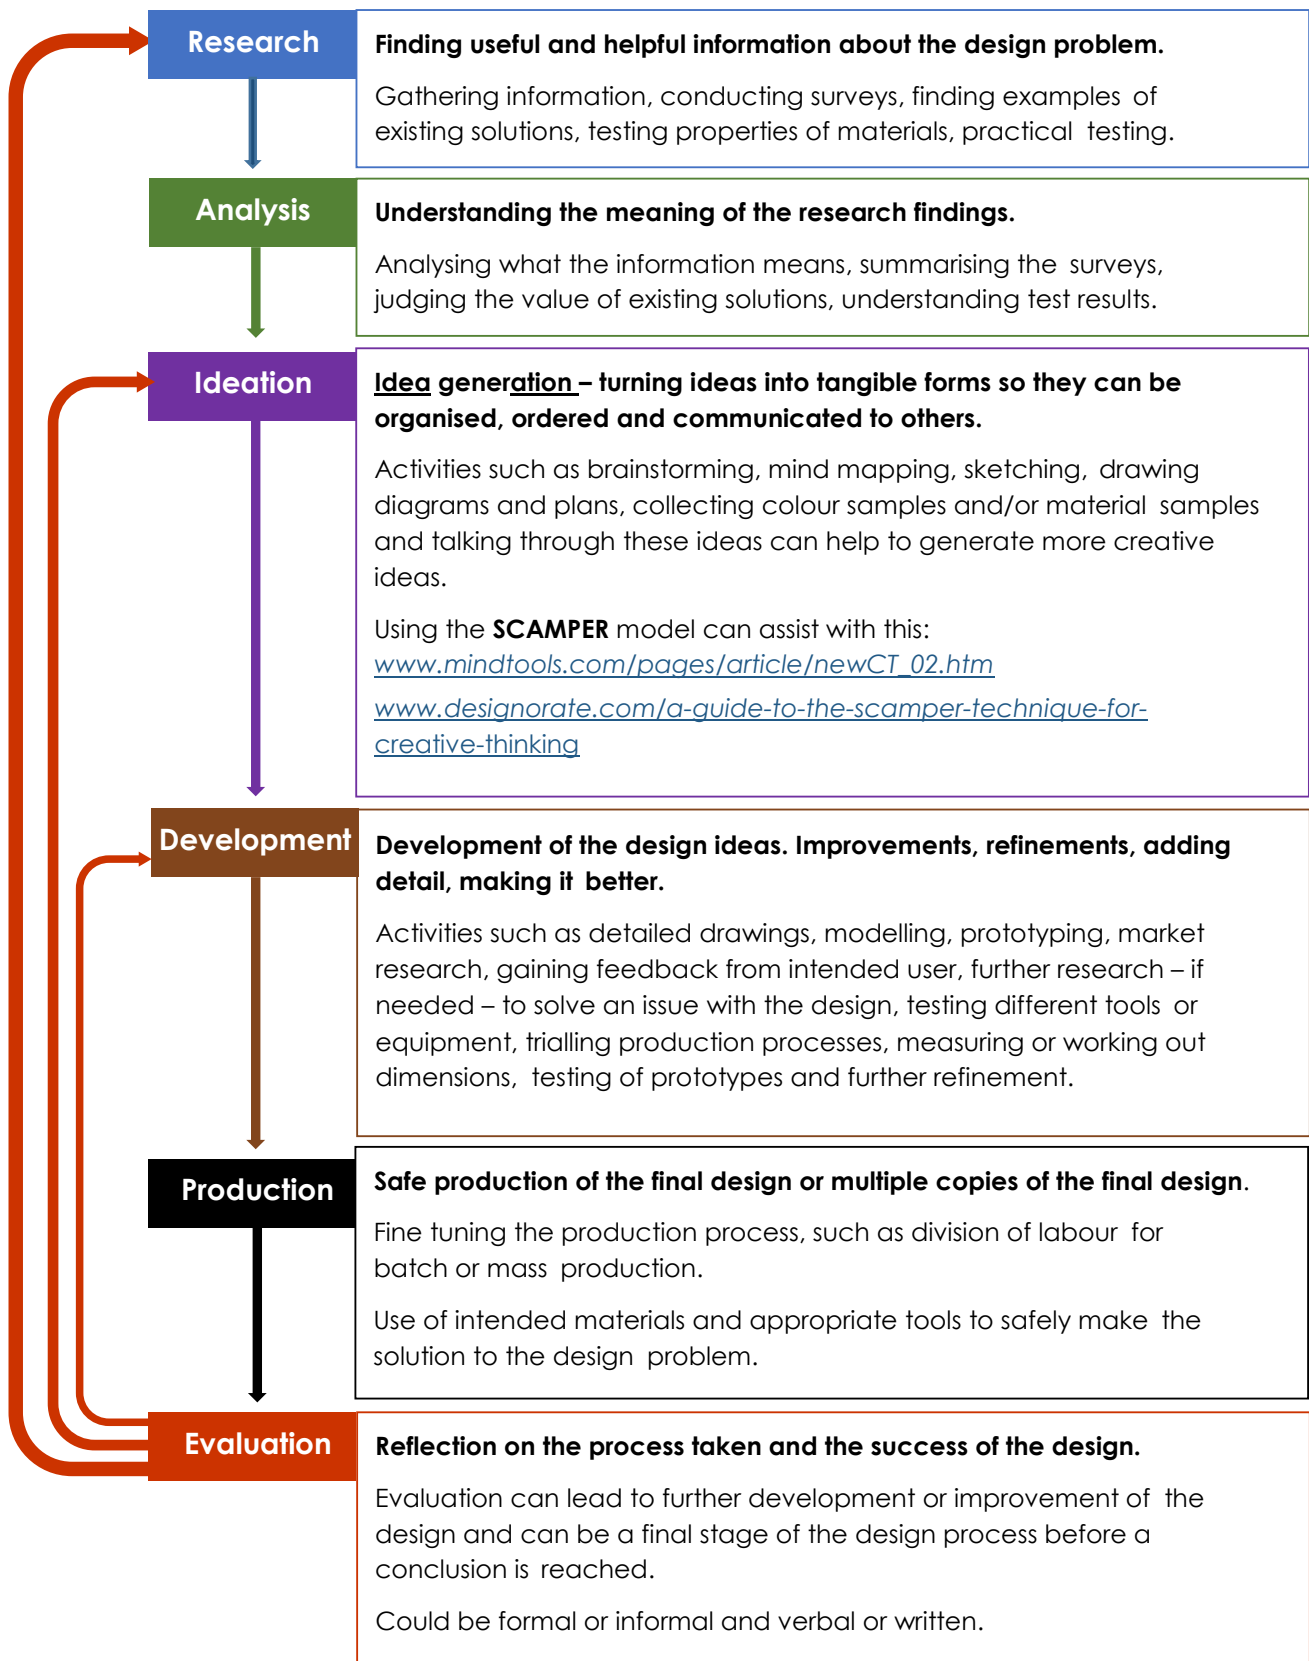 Research
Finding useful and helpful information about the design problem.
Gathering information, conducting surveys, finding examples of
existing solutions, testing properties of materials, practical testing.
Analysis
Understanding the meaning of the research findings.
Analysing what the information means, summarising the surveys,
judging the value of existing solutions, understanding test results.
Ideation
Idea generation – turning ideas into tangible forms so they can be
organised, ordered and communicated to others.
Activities such as brainstorming, mind mapping, sketching, drawing
diagrams and plans, collecting colour samples and/or material samples
and talking through these ideas can help to generate more creative
ideas.
Using the SCAMPER model can assist with this:
www.mindtools.com/pages/article/newCT_02.htm
www.designorate.com/a-guide-to-the-scamper-technique-for-
creative-thinking
Development
Development of the design ideas. Improvements, refinements, adding
detail, making it better.
Activities such as detailed drawings, modelling, prototyping, market
research, gaining feedback from intended user, further research – if
needed – to solve an issue with the design, testing different tools or
equipment, trialling production processes, measuring or working out
dimensions, testing of prototypes and further refinement.
Production
Safe production of the final design or multiple copies of the final design.
Fine tuning the production process, such as division of labour for
batch or mass production.
Use of intended materials and appropriate tools to safely make the
solution to the design problem.
Evaluation
Reflection on the process taken and the success of the design.
Evaluation can lead to further development or improvement of the
design and can be a final stage of the design process before a
conclusion is reached.
Could be formal or informal and verbal or written.